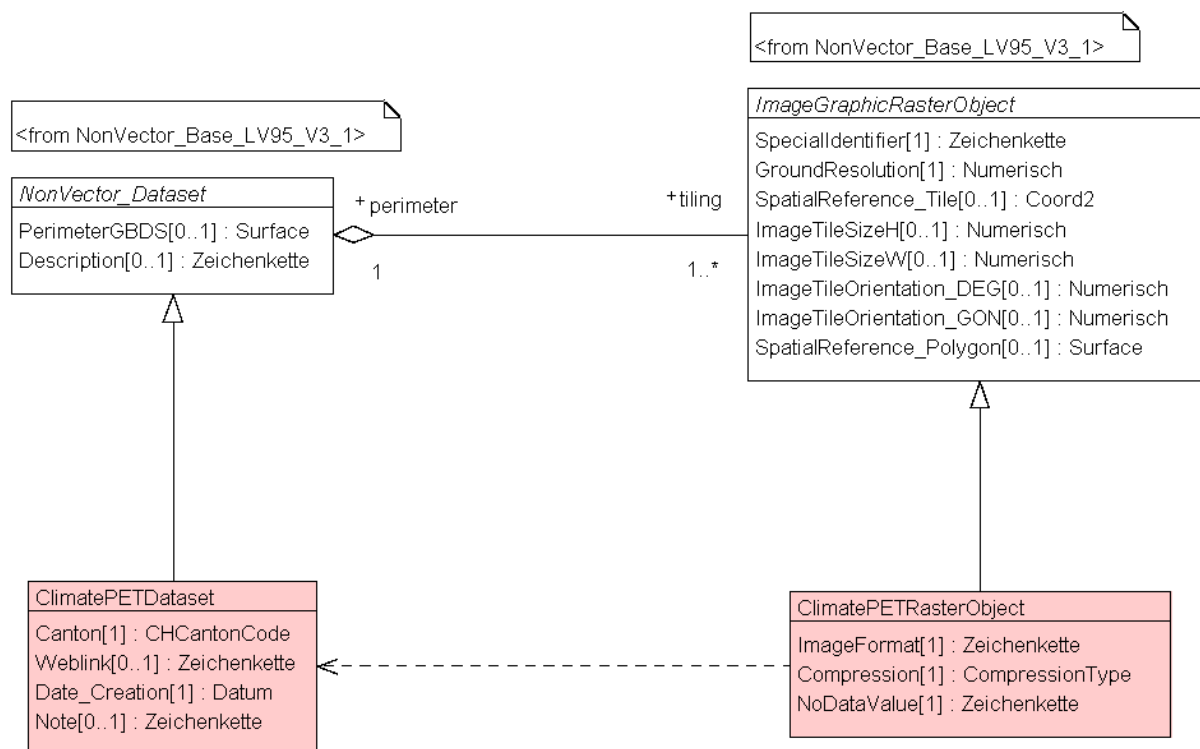 <from NonVector_Base_LV95_V3_1>
ImageGraphicRasterObject
SpecialIdentifier[1] : Zeichenkette
GroundResolution[1] : Numerisch
SpatialReference_Tile[0..1] : Coord2
ImageTileSizeH[0..1] : Numerisch
ImageTileSizeW[0..1] : Numerisch
ImageTileOrientation_DEG[0..1] : Numerisch
ImageTileOrientation_GON[0..1] : Numerisch
SpatialReference_Polygon[0..1] : Surface
<from NonVector_Base_LV95_V3_1>
NonVector_Dataset
PerimeterGBDS[0..1] : Surface
Description[0..1] : Zeichenkette
+perimeter
1
+tiling
1..*
ClimatePETDataset
Canton[1] : CHCantonCode
Weblink[0..1] : Zeichenkette
Date_Creation[1] : Datum
Note[0..1] : Zeichenkette
ClimatePETRasterObject
ImageFormat[1] : Zeichenkette
Compression[1] : CompressionType
NoDataValue[1] : Zeichenkette